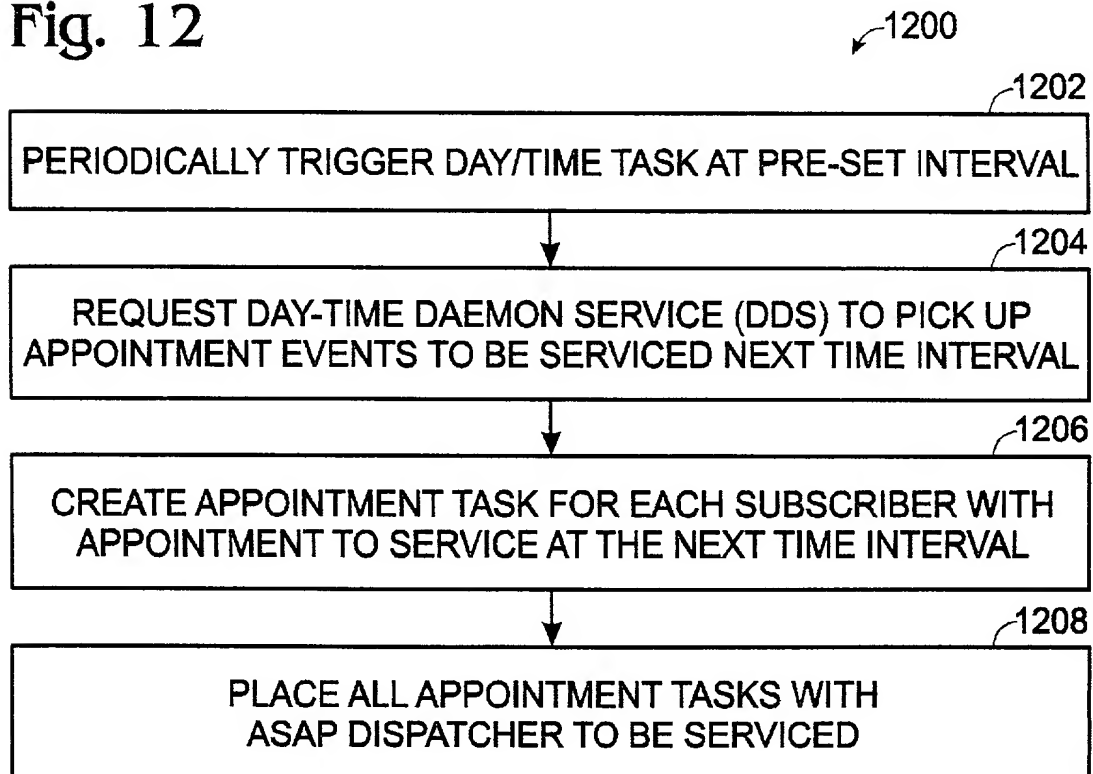 Fig. 12
1200
1202
PERIODICALLY TRIGGER DAY/TIME TASK AT PRE-SET INTERVAL
1204
REQUEST DAY-TIME DAEMON SERVICE (DDS) TO PICK UP
APPOINTMENT EVENTS TO BE SERVICED NEXT TIME INTERVAL
1206
CREATE APPOINTMENT TASK FOR EACH SUBSCRIBER WITH
APPOINTMENT TO SERVICE AT THE NEXT TIME INTERVAL
1208
PLACE ALL APPOINTMENT TASKS WITH
ASAP DISPATCHER TO BE SERVICED